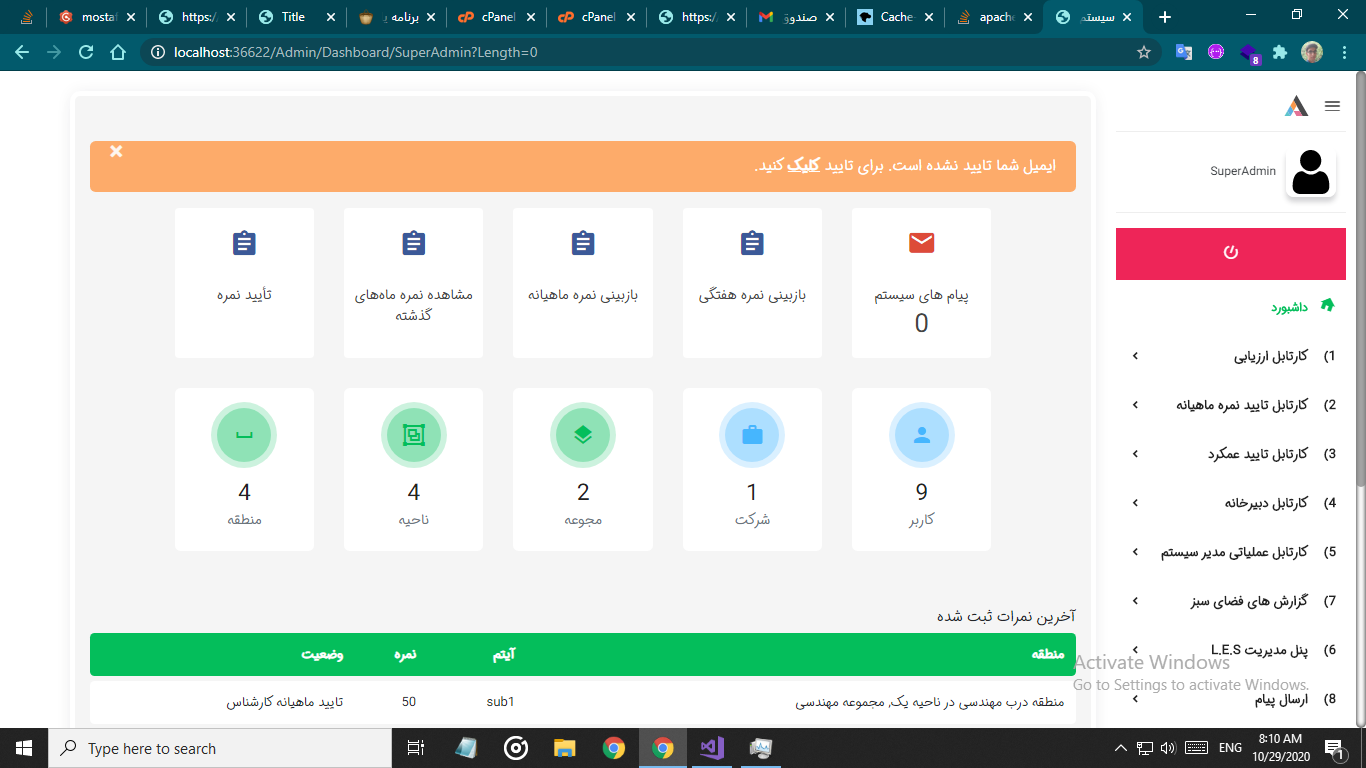 mostaf
https:/
Title
برنامه ی
cPanel
cPanel
https:/
صندوق
Cache-
apache
سیستم
localhost:36622/Admin/Dashboard/SuperAdmin?Length=0
8
SuperAdmin
داشبورد
1) کارتابل ارزیابی
2) کارتابل تایید نمره ماهیانه
3) کارتابل تایید عمکرد
4) کارتابل دبیرخانه
5) کارتابل عملیاتی مدیر سیستم
7) گزارش های فضای سبز
6) پنل مدیریت L.E.S
8) ارسال پیام
ایمیل شما تایید نشده است. برای تایید کلیک کنید.
پیام های سیستم
0
بازبینی نمره هفتگی
بازبینی نمره ماهیانه
مشاهده نمره ماه‌های
گذشته
تأیید نمره
9
کاربر
1
شرکت
2
مجوعه
4
ناحیه
4
منطقه
آخرین نمرات ثبت شده
منطقه آیتم نمره وضعیت
منطقه درب مهندسی در ناحیه یک, مجموعه مهندسی sub1 50 تایید ماهیانه کارشناس
Activate Windows
Go to Settings to activate Windows.
Type here to search
ENG
8:10 AM
10/29/2020
1